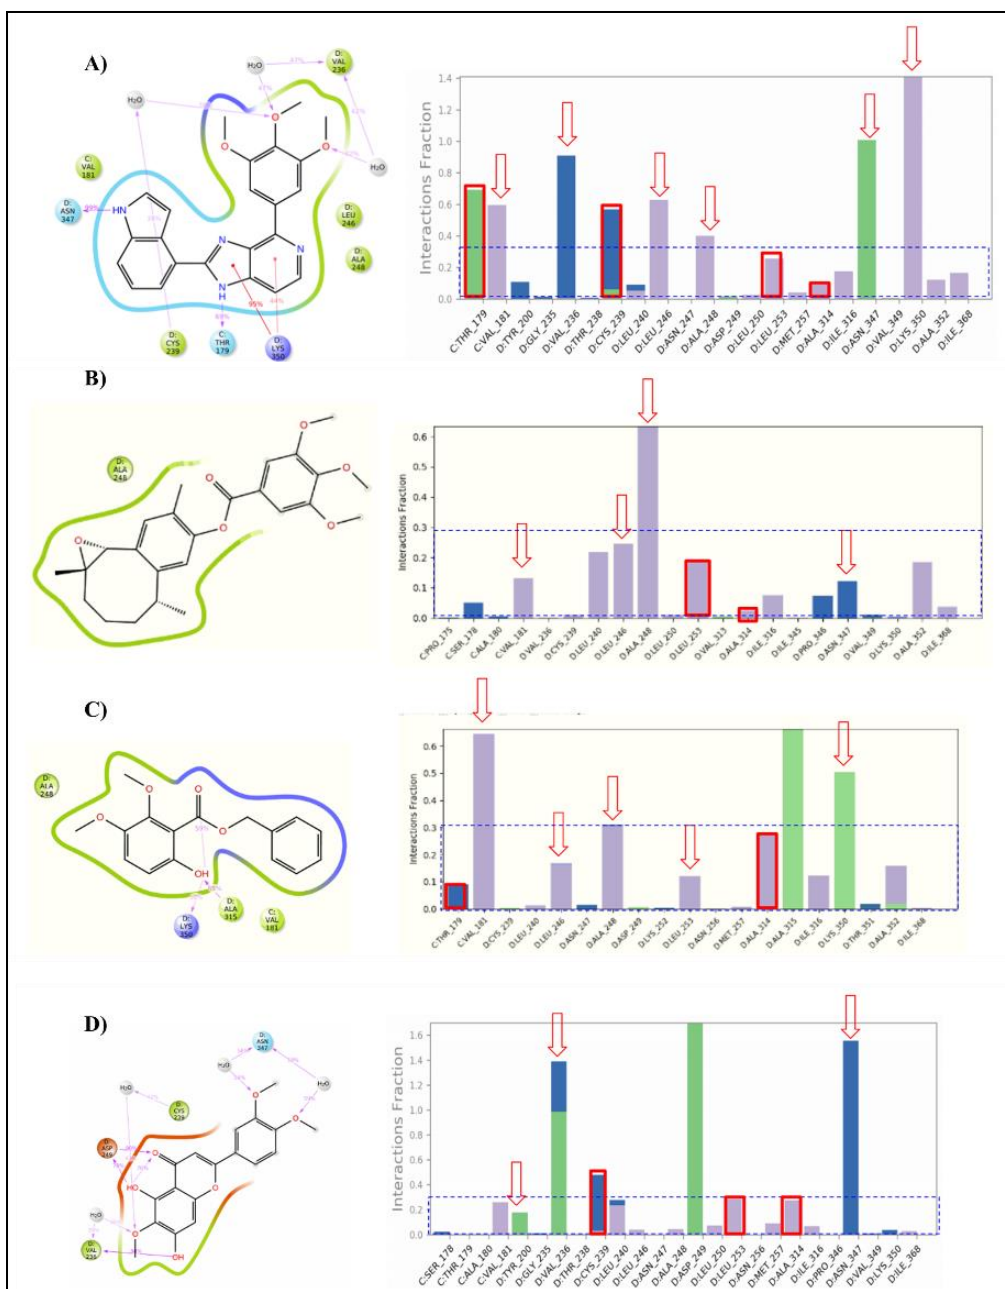 A)
H₂O
D:
VAL
236
47%
H₂O
H₂O
C:
VAL
181
D:
ASN
347
99%
HN
O
O
O
D:
LEU
246
D:
ALA
248
N
N
N
H
95%
44%
69%
D:
CYS
239
C:
THR
179
D:
LYS
350
Interactions Fraction
1.4
1.2
1.0
0.8
0.6
0.4
0.2
0.0
C:THR_179
C:VAL_181
D:TYR_200
D:GLY_235
D:VAL_236
D:THR_238
D:CYS_239
D:LEU_240
D:LEU_246
D:ASN_247
D:ALA_248
D:ASP_249
D:LEU_250
D:LEU_253
D:MET_257
D:ALA_314
D:ILE_316
D:ASN_347
D:VAL_349
D:LYS_350
D:ALA_352
D:ILE_368
B)
D:
ALA
248
O
O
O
O
O
O
Interactions Fraction
0.6
0.5
0.4
0.3
0.2
0.1
0.0
C:PRO_175
C:SER_178
C:ALA_180
C:VAL_181
D:VAL_236
D:CYS_239
D:LEU_240
D:LEU_246
D:ALA_248
D:LEU_250
D:LEU_253
D:VAL_313
D:ALA_314
D:ILE_316
D:ILE_345
D:PRO_346
D:ASN_347
D:VAL_349
D:LYS_350
D:ALA_352
D:ILE_368
C)
D:
ALA
248
O
O
O
O
59%
OH
D:
LYS
350
D:
ALA
315
C:
VAL
181
Interactions Fraction
0.6
0.5
0.4
0.3
0.2
0.1
0.0
C:THR_179
C:VAL_181
D:CYS_239
D:LEU_240
D:LEU_246
D:ASN_247
D:ALA_248
D:ASP_249
D:LYS_252
D:LEU_253
D:ASN_256
D:MET_257
D:ALA_314
D:ALA_315
D:ILE_316
D:LYS_350
D:THR_351
D:ALA_352
D:ILE_368
D)
D:
ASN
347
H₂O
H₂O
H₂O
D:
CYS
239
D:
ASP
249
O
O
O
HO
O
O
OH
H₂O
D:
VAL
236
Interactions Fraction
1.6
1.4
1.2
1.0
0.8
0.6
0.4
0.2
0.0
C:SER_178
C:THR_179
C:ALA_180
C:VAL_181
D:TYR_200
D:GLY_235
D:VAL_236
D:THR_238
D:CYS_239
D:LEU_240
D:LEU_246
D:ASN_247
D:ALA_248
D:ASP_249
D:LEU_250
D:LEU_253
D:ASN_256
D:MET_257
D:ALA_314
D:ILE_316
D:PRO_346
D:ASN_347
D:VAL_349
D:LYS_350
D:ILE_368